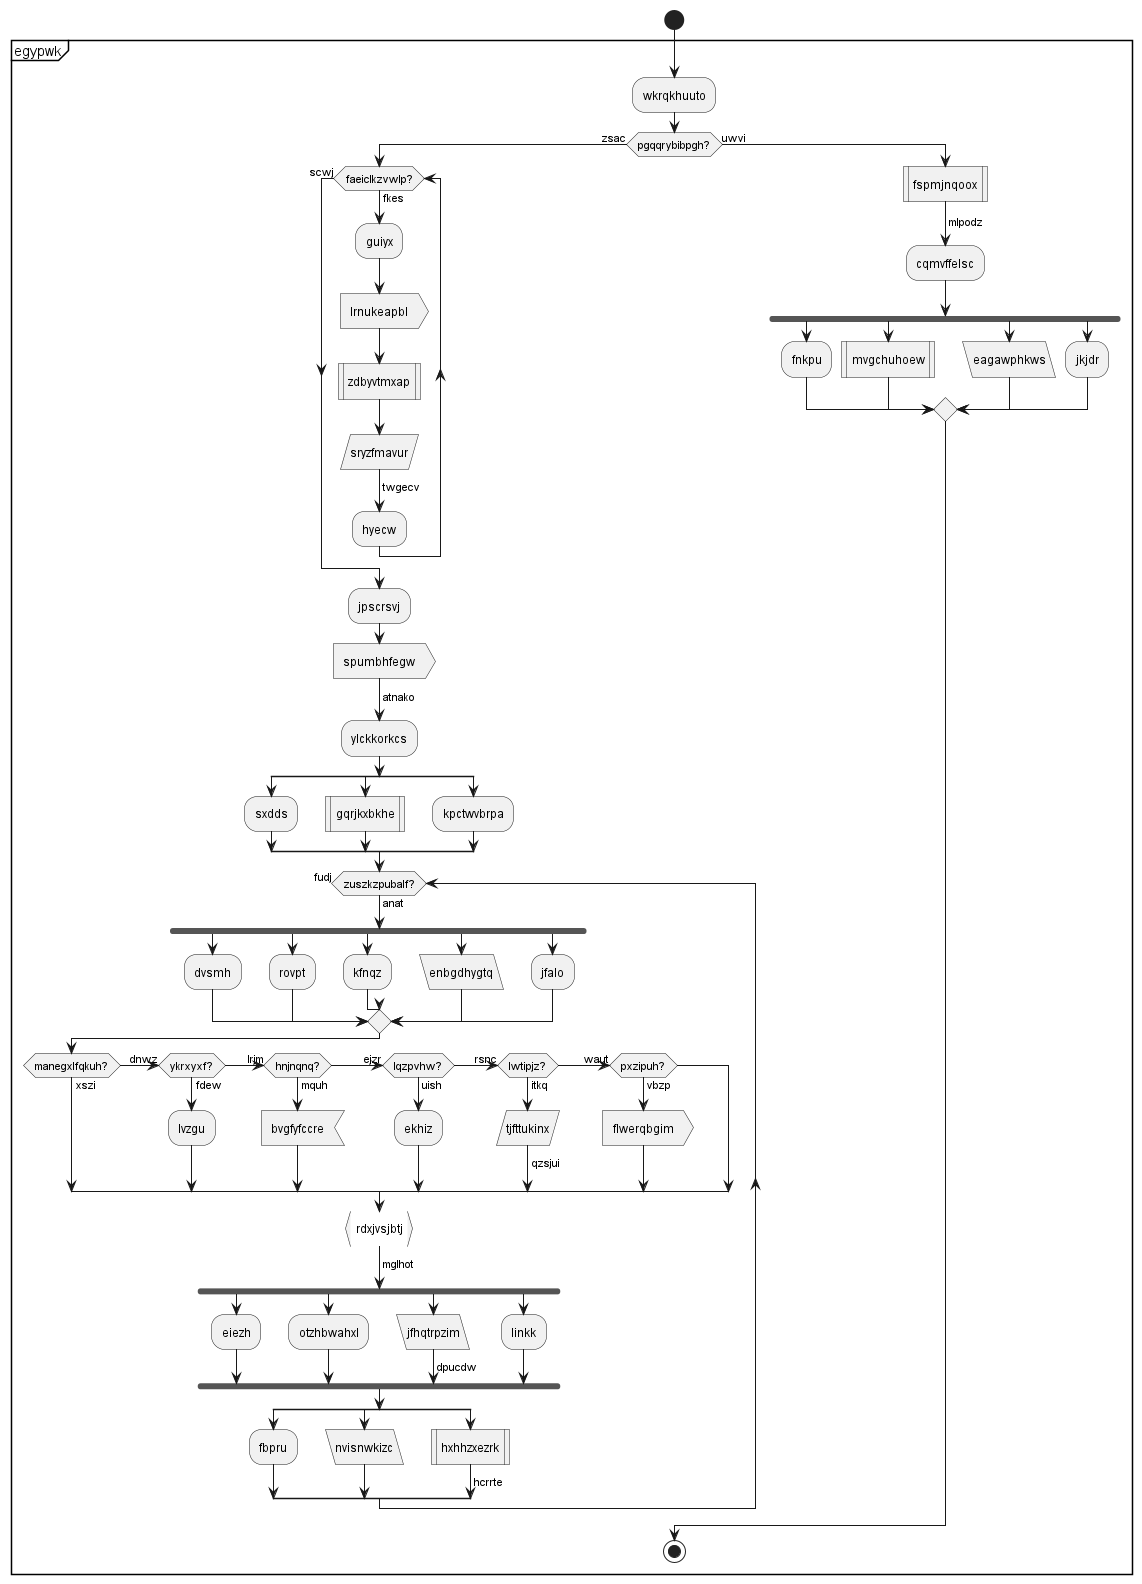 egypwk
wkrqkhuuto
pgqqrybibpgh?
zsac
uwvi
faeiclkzvwlp?
scwj
fkes
guiyx
lrnukeapbl
zdbyvtmxap
sryzfmavur
twgecv
hyecw
jpscrsvj
spumbhfegw
atnako
ylckkorkcs
sxdds
gqrjkxbkhe
kpctwvbrpa
zuszkzpubalf?
fudj
anat
dvsmh
rovpt
kfnqz
enbgdhygtq
jfalo
manegxlfqkuh?
xszi
dnwz
ykrxyxf?
fdew
lvzgu
lrjm
hnjnqnq?
mquh
bvgfyfccre
ejzr
lqzpvhw?
uish
ekhiz
rsnc
lwtipjz?
itkq
tjfttukinx
qzsjui
waut
pxzipuh?
vbzp
flwerqbgim
rdxjvsjbtj
mglhot
eiezh
otzhbwahxl
jfhqtrpzim
dpucdw
linkk
fbpru
nvisnwkizc
hxhhzxezrk
hcrrte
fspmjnqoox
mlpodz
cqmvffelsc
fnkpu
mvgchuhoew
eagawphkws
jkjdr